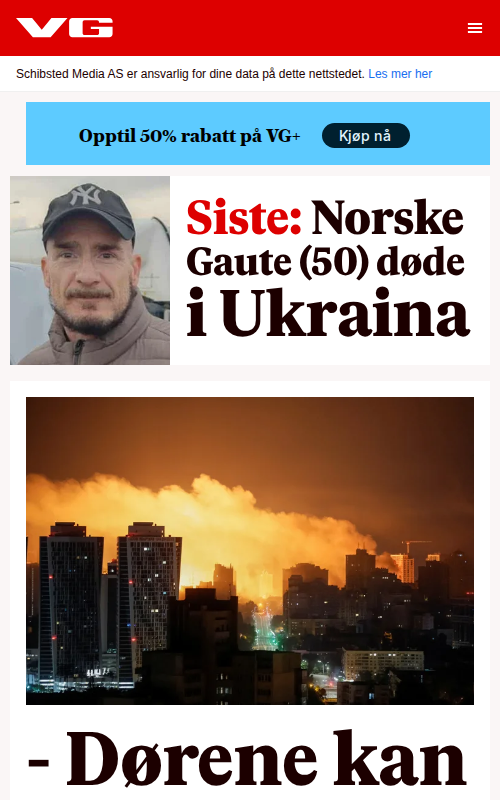 VG
Schibsted Media AS er ansvarlig for dine data på dette nettstedet. Les mer her
Opptil 50% rabatt på VG+ Kjøp nå
Siste: Norske
Gaute (50) døde
i Ukraina
- Dørene kan